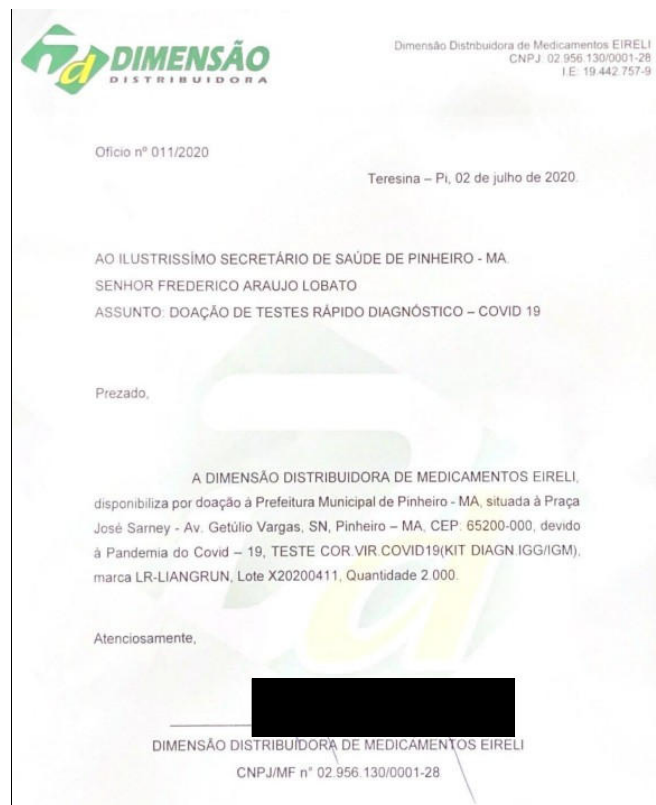 DIMENSÃO
DISTRIBUIDORA
Dimensão Distribuidora de Medicamentos EIRELI
CNPJ: 02.956.130/0001-28
I.E: 19.442.757-9
Ofício nº 011/2020
Teresina – Pi, 02 de julho de 2020.
AO ILUSTRISSÍMO SECRETÁRIO DE SAÚDE DE PINHEIRO - MA.
SENHOR FREDERICO ARAUJO LOBATO
ASSUNTO: DOAÇÃO DE TESTES RÁPIDO DIAGNÓSTICO – COVID 19
Prezado,
A DIMENSÃO DISTRIBUIDORA DE MEDICAMENTOS EIRELI,
disponibiliza por doação à Prefeitura Municipal de Pinheiro - MA, situada à Praça
José Sarney - Av. Getúlio Vargas, SN, Pinheiro – MA, CEP: 65200-000, devido
à Pandemia do Covid – 19, TESTE COR.VIR.COVID19(KIT DIAGN.IGG/IGM),
marca LR-LIANGRUN, Lote X20200411, Quantidade 2.000.
Atenciosamente,
DIMENSÃO DISTRIBUIDORA DE MEDICAMENTOS EIRELI
CNPJ/MF n° 02.956.130/0001-28